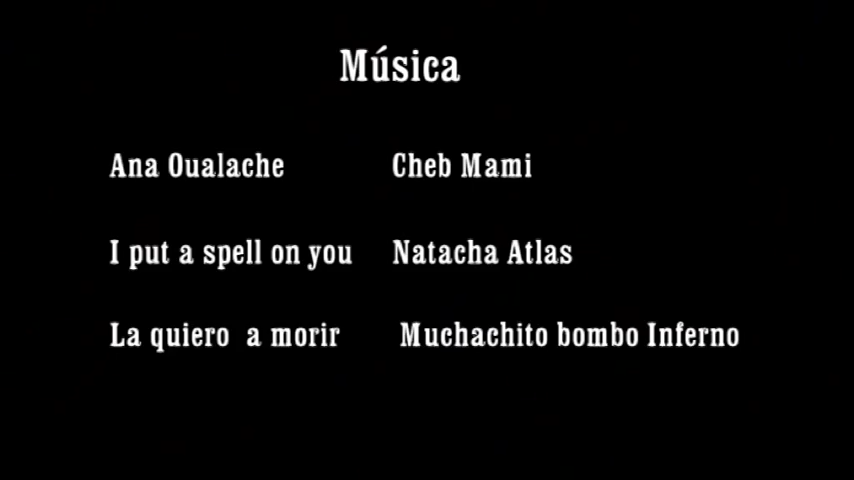 Música
Ana Oualache Cheb Mami
I put a spell on you Natacha Atlas
La quiero a morir Muchachito bombo Inferno